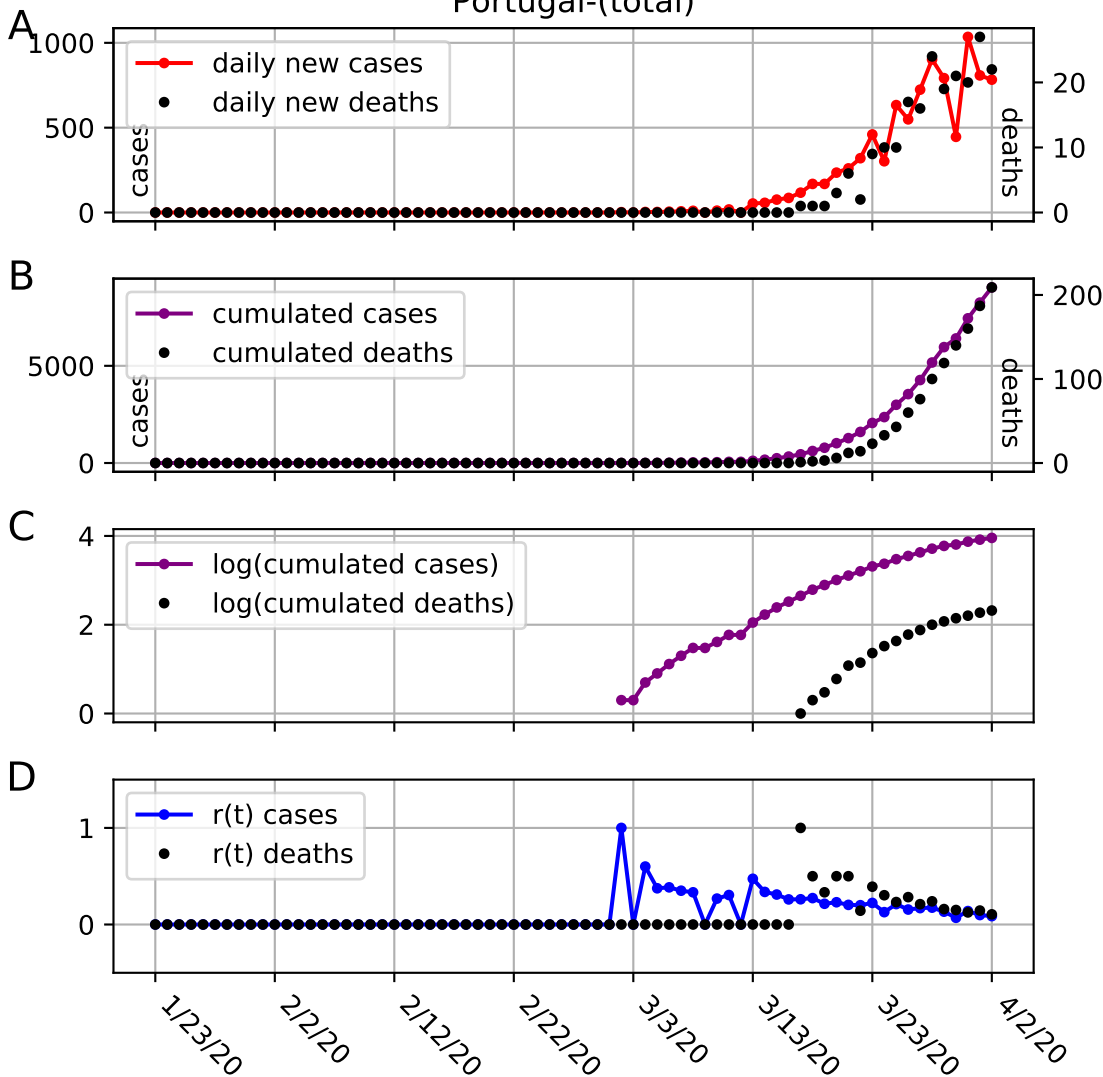 Portugal-(total)
A
1000
500
0
cases
daily new cases
daily new deaths
20
10
0
deaths
B
5000
0
cases
cumulated cases
cumulated deaths
200
100
0
deaths
C
4
2
0
log(cumulated cases)
log(cumulated deaths)
D
1
0
r(t) cases
r(t) deaths
1/23/20
2/2/20
2/12/20
2/22/20
3/3/20
3/13/20
3/23/20
4/2/20